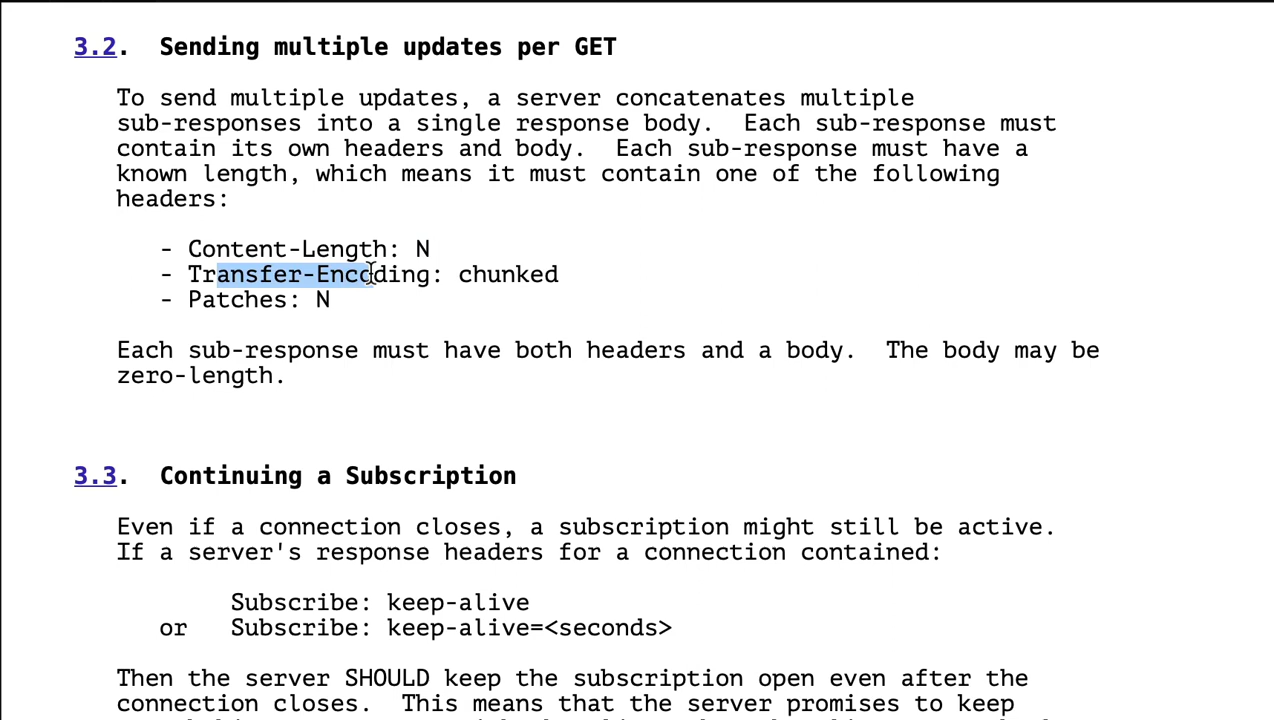 3.2.  Sending multiple updates per GET
To send multiple updates, a server concatenates multiple
sub-responses into a single response body.  Each sub-response must
contain its own headers and body.  Each sub-response must have a
known length, which means it must contain one of the following
headers:
- Content-Length: N
- Transfer-Encoding: chunked
- Patches: N
Each sub-response must have both headers and a body.  The body may be
zero-length.
3.3.  Continuing a Subscription
Even if a connection closes, a subscription might still be active.
If a server's response headers for a connection contained:
Subscribe: keep-alive
or   Subscribe: keep-alive=<seconds>
Then the server SHOULD keep the subscription open even after the
connection closes.  This means that the server promises to keep